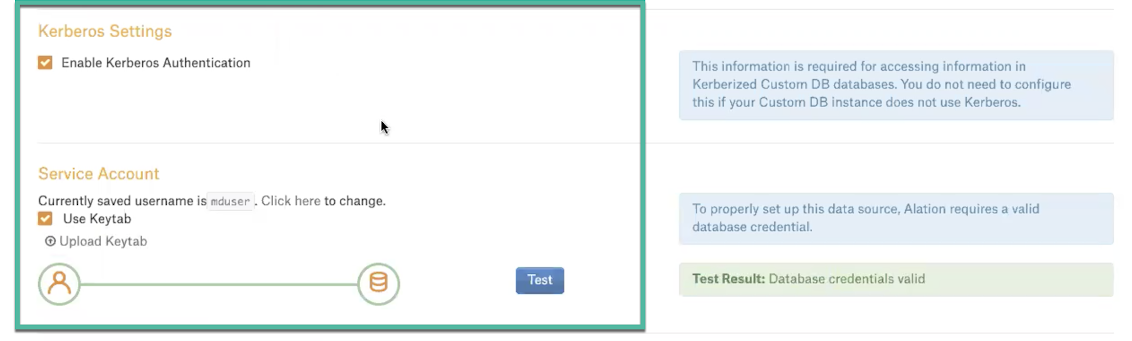 Kerberos Settings
Enable Kerberos Authentication
This information is required for accessing information in
Kerberized Custom DB databases. You do not need to configure
this if your Custom DB instance does not use Kerberos.
Service Account
Currently saved username is mduser. Click here to change.
Use Keytab
Upload Keytab
To properly set up this data source, Alation requires a valid
database credential.
Test
Test Result: Database credentials valid